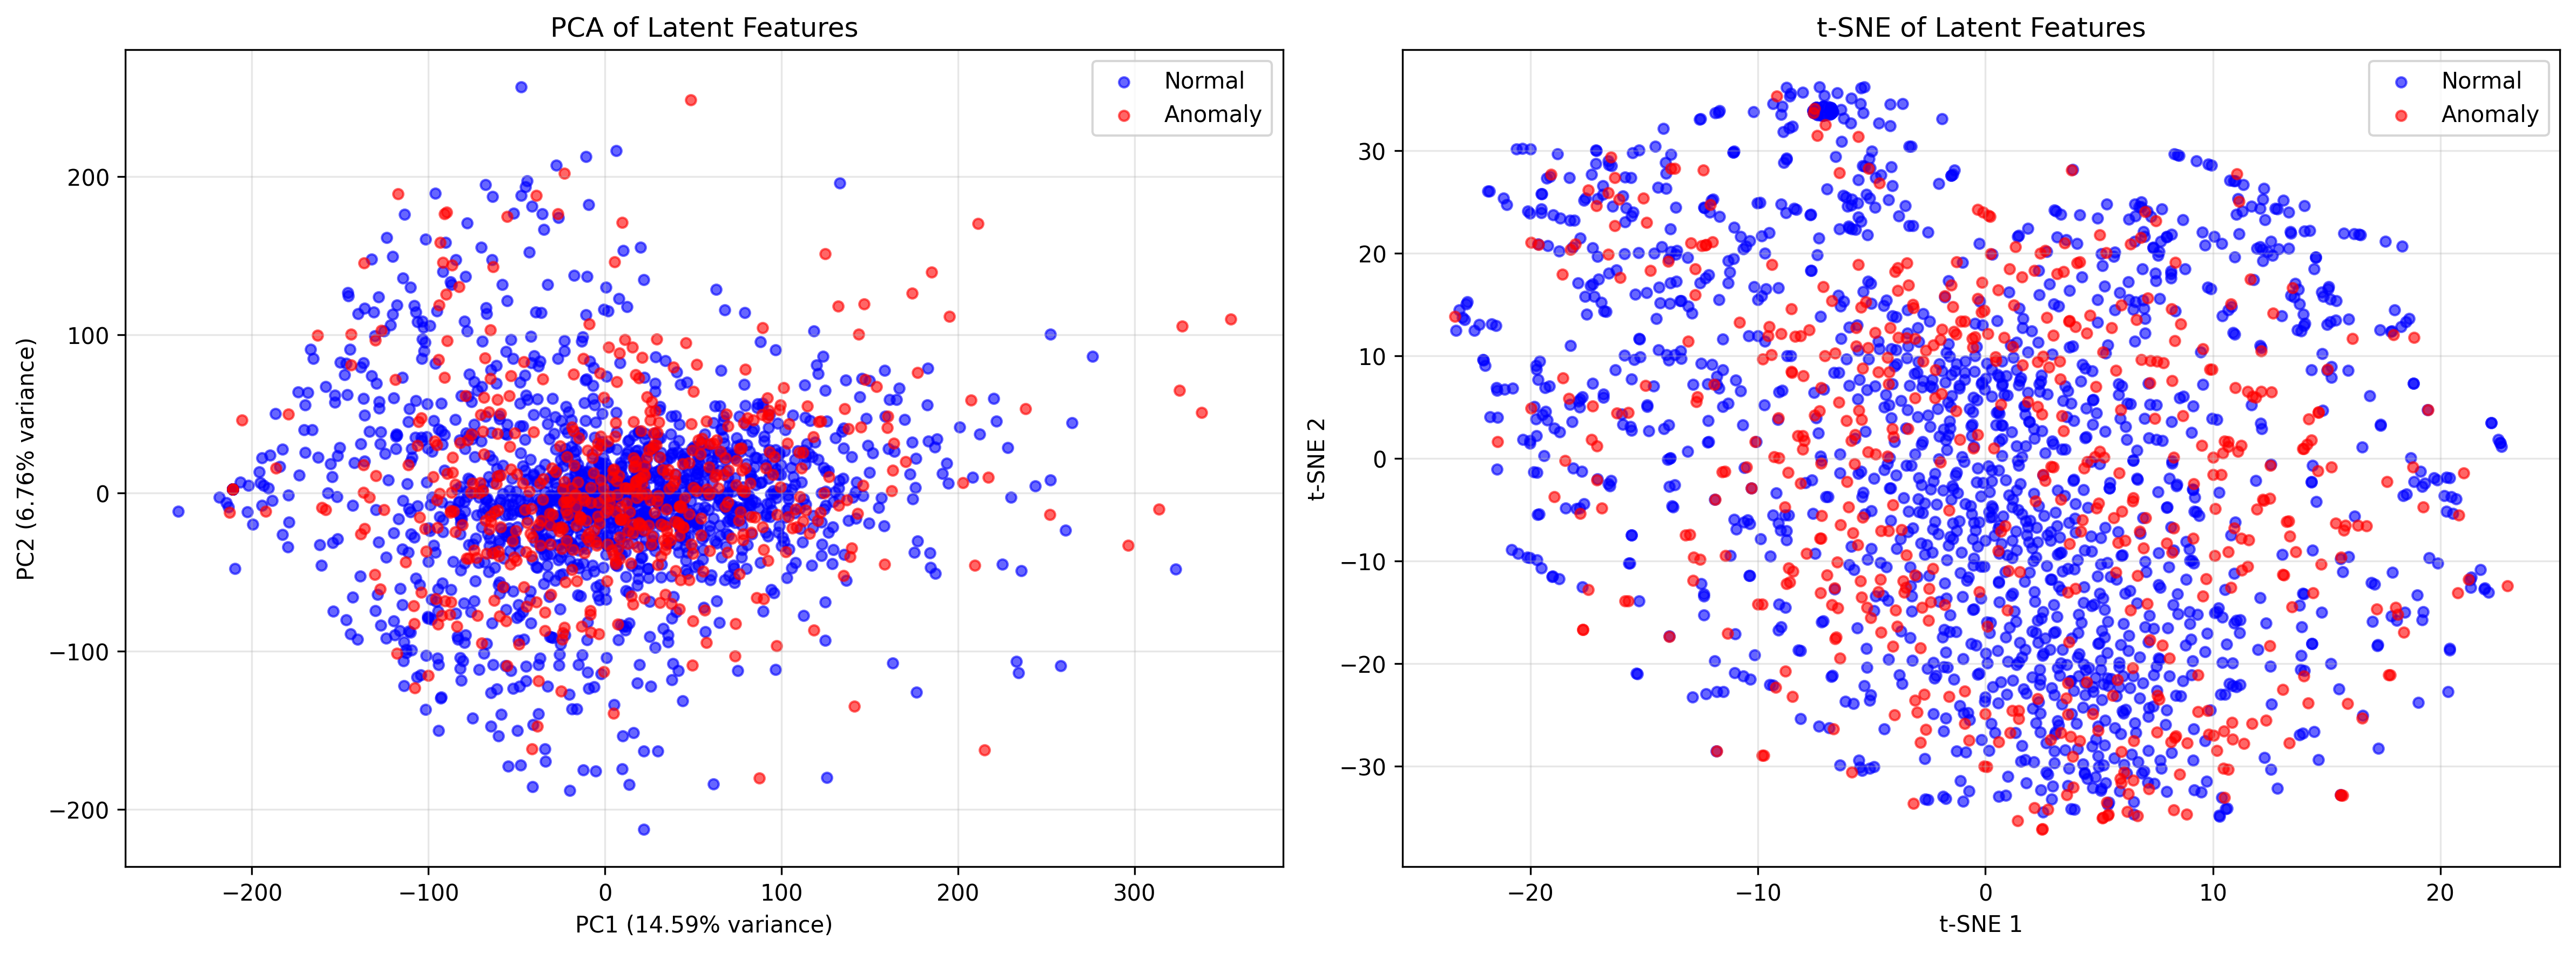 PCA of Latent Features
Normal
Anomaly
200
100
0
−100
−200
PC2 (6.76% variance)
−200
−100
0
100
200
300
PC1 (14.59% variance)
t-SNE of Latent Features
Normal
Anomaly
30
20
10
0
−10
−20
−30
t-SNE 2
−20
−10
0
10
20
t-SNE 1